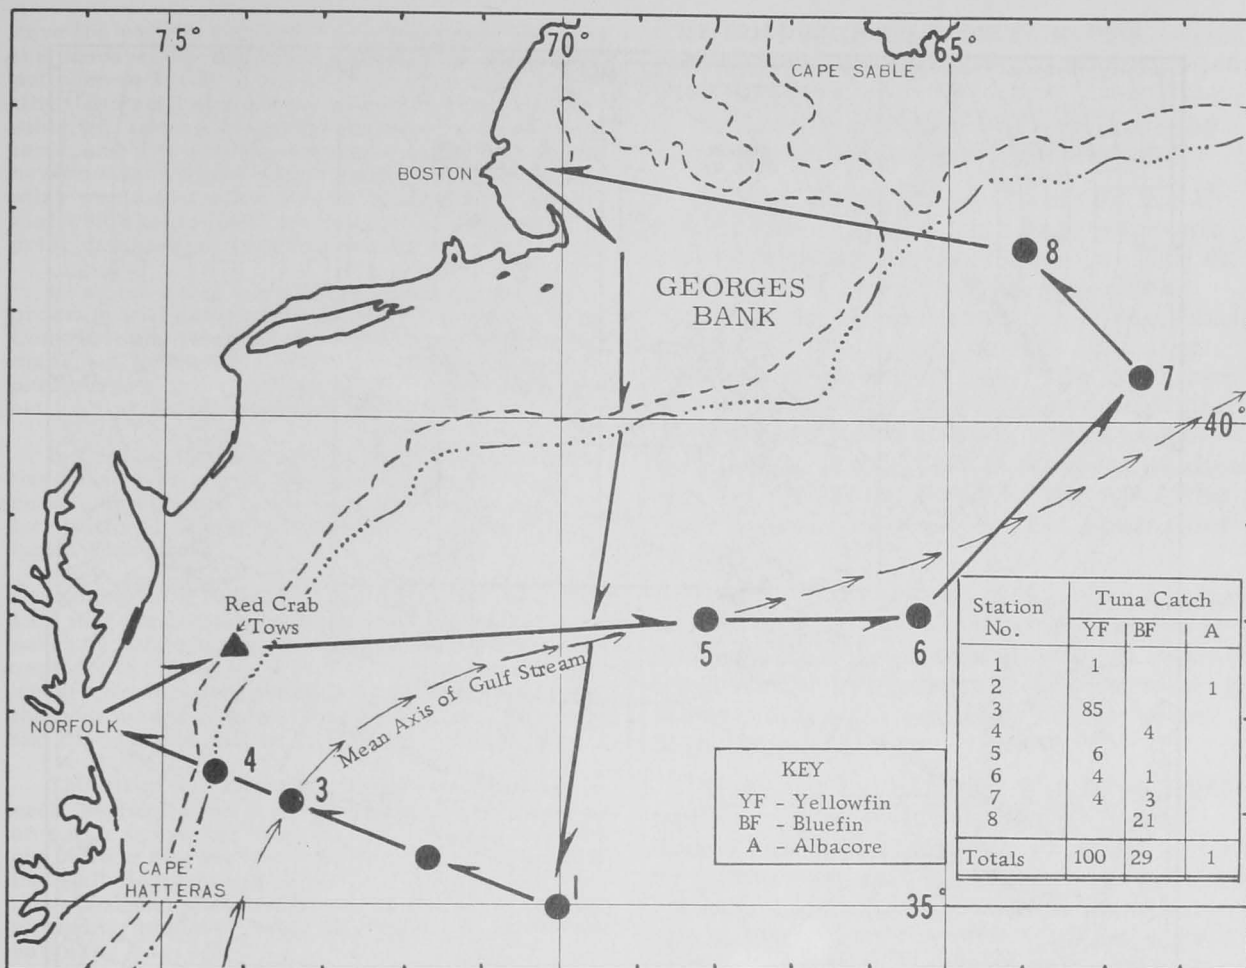 75°
70°
65°
CAPE SABLE
BOSTON
8
GEORGES
BANK
7
40°
Red Crab
Tows
5
6
Mean Axis of Gulf Stream
NORFOLK
4
3
CAPE
HATTERAS
1
35°
KEY
YF - Yellowfin
BF - Bluefin
A - Albacore
Station No. Tuna Catch
YF BF A
1 1
2 1
3 85
4 4
5 6
6 4 1
7 4 3
8 21
Totals 100 29 1